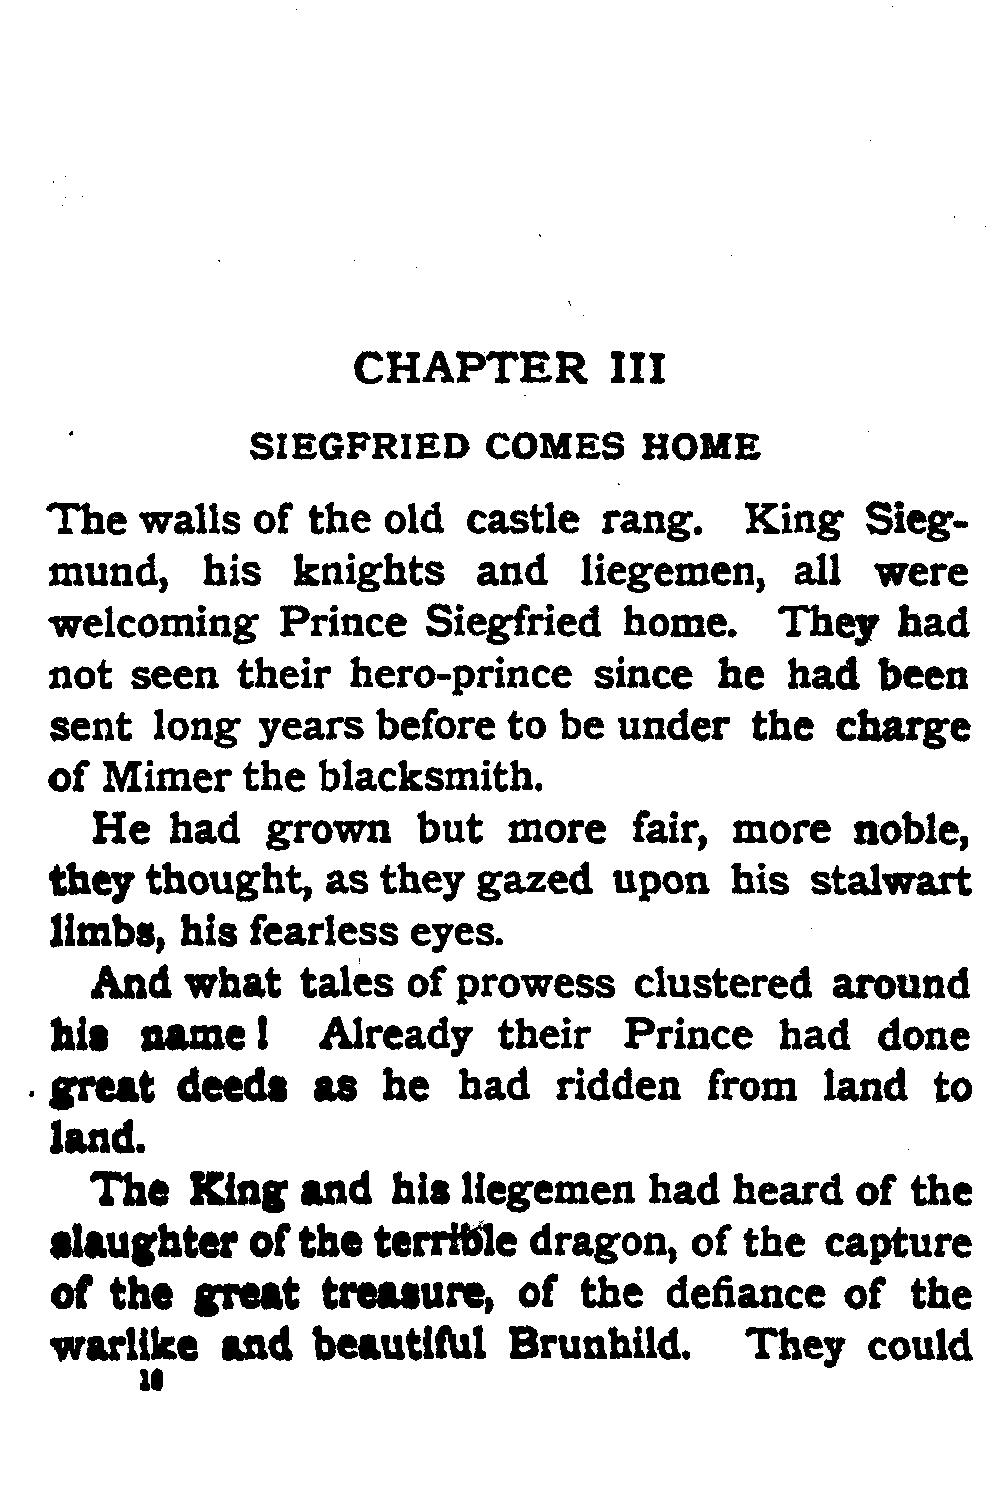 CHAPTER III
SIEGFRIED COMES HOME
The walls of the old castle rang. King Sieg-
mund, his knights and liegemen, all were
welcoming Prince Siegfried home. They had
not seen their hero-prince since he had been
sent long years before to be under the charge
of Mimer the blacksmith.
He had grown but more fair, more noble,
they thought, as they gazed upon his stalwart
limbs, his fearless eyes.
And what tales of prowess clustered around
his name! Already their Prince had done
great deeds as he had ridden from land to
land.
The King and his liegemen had heard of the
slaughter of the terrible dragon, of the capture
of the great treasure, of the defiance of the
warlike and beautiful Brunhild. They could